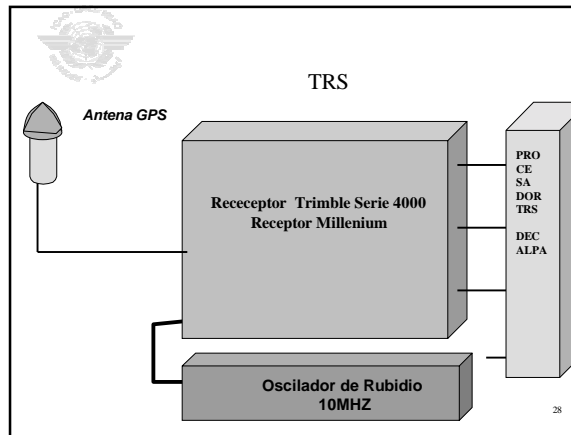 TRS
Antena GPS
Receceptor Trimble Serie 4000
Receptor Millenium
PRO
CE
SA
DOR
TRS
DEC
ALPA
Oscilador de Rubidio
10MHZ
28